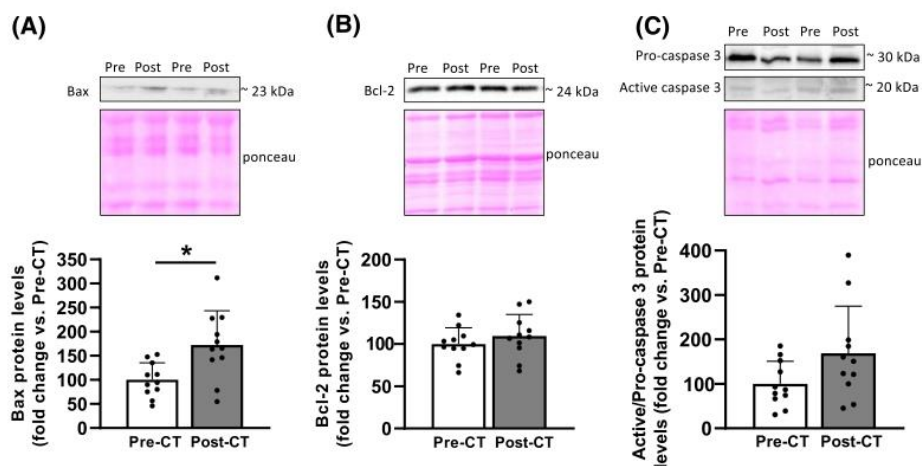 (A)
Pre Post Pre Post
Bax
~ 23 kDa
ponceau
Bax protein levels
(fold change vs. Pre-CT)
350
300
250
200
150
100
50
0
*
Pre-CT Post-CT
(B)
Pre Post Pre Post
Bcl-2
~ 24 kDa
ponceau
Bcl-2 protein levels
(fold change vs. Pre-CT)
200
150
100
50
0
Pre-CT Post-CT
(C)
Pre Post Pre Post
Pro-caspase 3
~ 30 kDa
Active caspase 3
~ 20 kDa
ponceau
Active/Pro-caspase 3 protein
levels (fold change vs. Pre-CT)
400
300
200
100
0
Pre-CT Post-CT